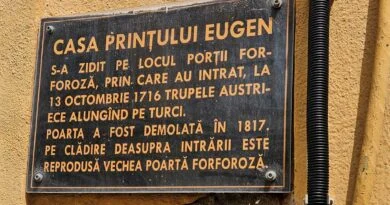 CASA PRINȚULUI EUGEN
S-A ZIDIT PE LOCUL PORȚII FOR-
FOROZĂ, PRIN CARE AU INTRAT, LA
13 OCTOMBRIE 1716 TRUPELE AUSTRI-
ECE ALUNGÎND PE TURCI.
POARTA A FOST DEMOLATĂ ÎN 1817.
PE CLĂDIRE DEASUPRA INTRĂRII ESTE
REPRODUSĂ VECHEA POARTĂ FORFOROZĂ.